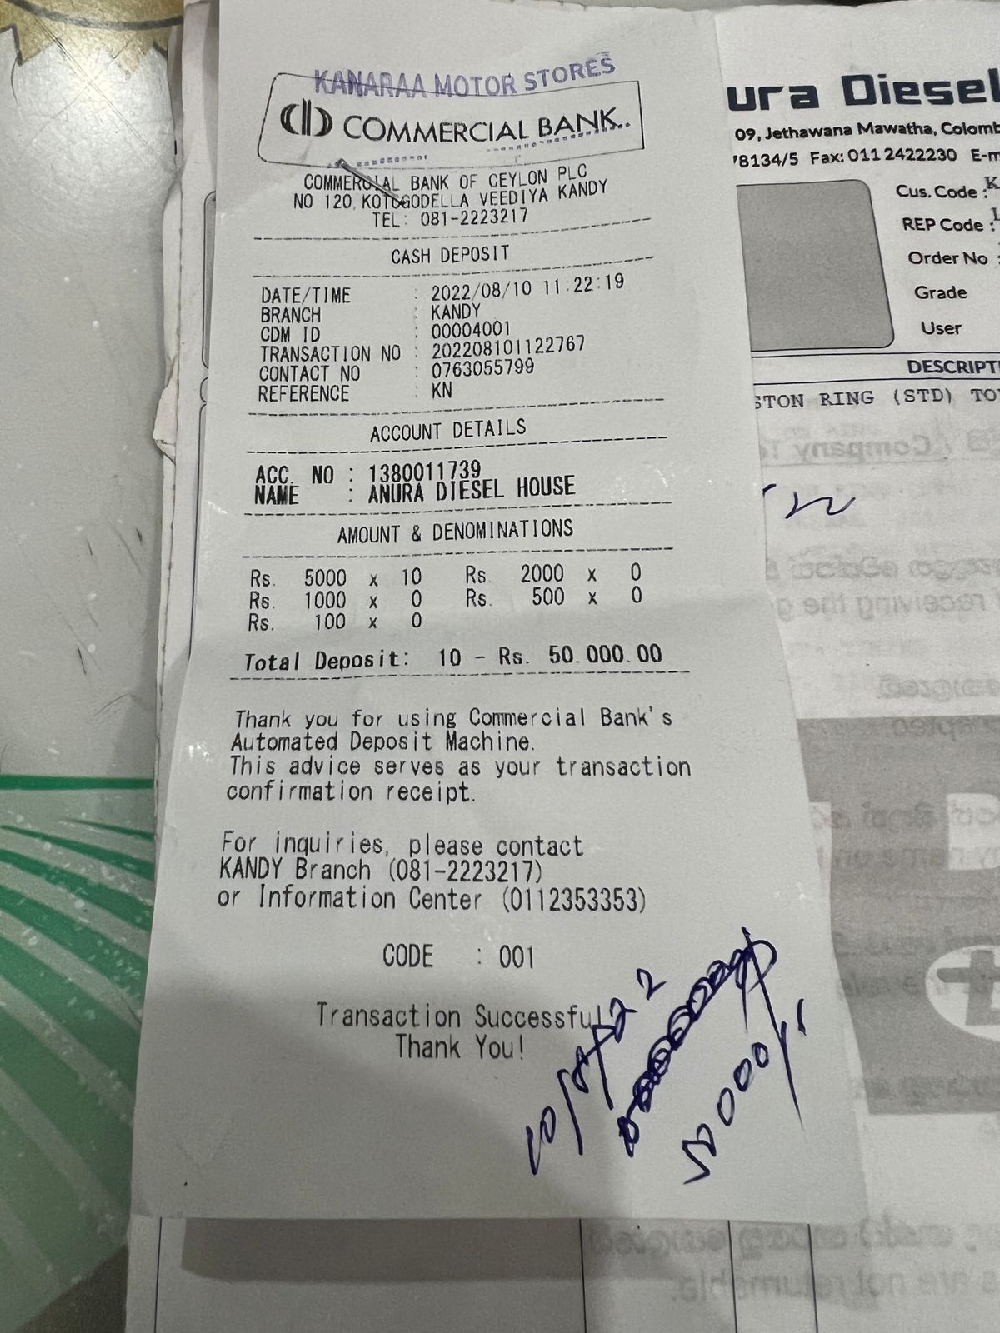 KANARAA MOTOR STORES
COMMERCIAL BANK
COMMERCIAL BANK OF CEYLON PLC
NO 120, KOTUGODELLA VEEDIYA KANDY
TEL: 081-2223217
CASH DEPOSIT
DATE/TIME : 2022/08/10 11:22:19
BRANCH : KANDY
CDM ID : 00004001
TRANSACTION NO : 202208101122767
CONTACT NO : 0763055799
REFERENCE : KN
ACCOUNT DETAILS
ACC. NO : 1380011739
NAME : ANURA DIESEL HOUSE
AMOUNT & DENOMINATIONS
Rs. 5000 x 10 Rs. 2000 x 0
Rs. 1000 x 0 Rs. 500 x 0
Rs. 100 x 0
Total Deposit: 10 - Rs. 50,000.00
Thank you for using Commercial Bank's
Automated Deposit Machine.
This advice serves as your transaction
confirmation receipt.
For inquiries, please contact
KANDY Branch (081-2223217)
or Information Center (0112353353)
CODE : 001
Transaction Successful
Thank You!
50000/-
ura Diesel
09, Jethawana Mawatha, Colomb
78134/5 Fax: 011 2422230 E-m
Cus. Code :
REP Code :
Order No :
Grade
User
DESCRIPT
STON RING (STD) TO